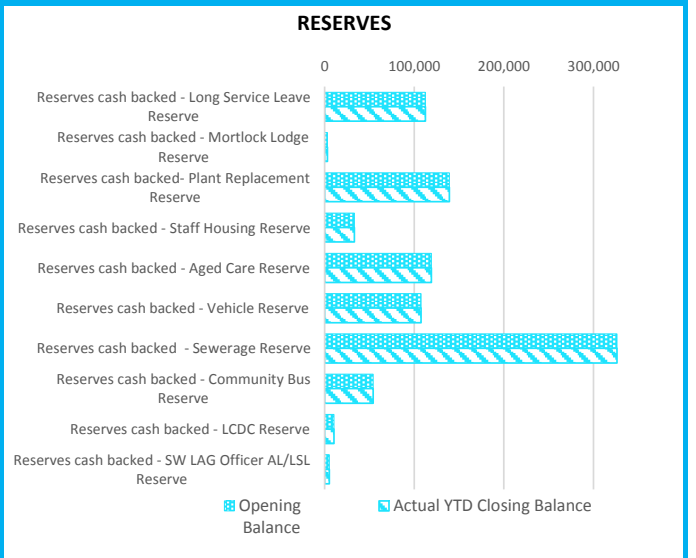 RESERVES
0 100,000 200,000 300,000
Reserves cash backed - Long Service Leave
Reserve
Reserves cash backed - Mortlock Lodge
Reserve
Reserves cash backed- Plant Replacement
Reserve
Reserves cash backed - Staff Housing Reserve
Reserves cash backed - Aged Care Reserve
Reserves cash backed - Vehicle Reserve
Reserves cash backed  - Sewerage Reserve
Reserves cash backed - Community Bus
Reserve
Reserves cash backed - LCDC Reserve
Reserves cash backed - SW LAG Officer AL/LSL
Reserve
Opening
Balance
Actual YTD Closing Balance